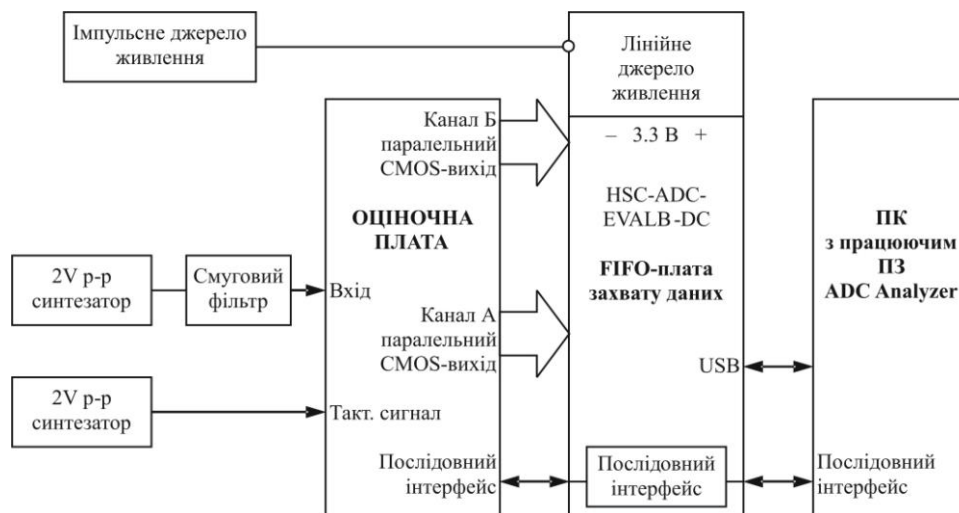 Імпульсне джерело
живлення
Лінійне
джерело
живлення
Канал Б
паралельний
CMOS-вихід
– 3.3 В +
HSC-ADC-
EVALB-DC
ОЦІНОЧНА
ПЛАТА
FIFO-плата
захвату даних
ПК
з працюючим
ПЗ
ADC Analyzer
2V p-p
синтезатор
Смуговий
фільтр
Вхід
Канал А
паралельний
CMOS-вихід
USB
2V p-p
синтезатор
Такт. сигнал
Послідовний
інтерфейс
Послідовний
інтерфейс
Послідовний
інтерфейс